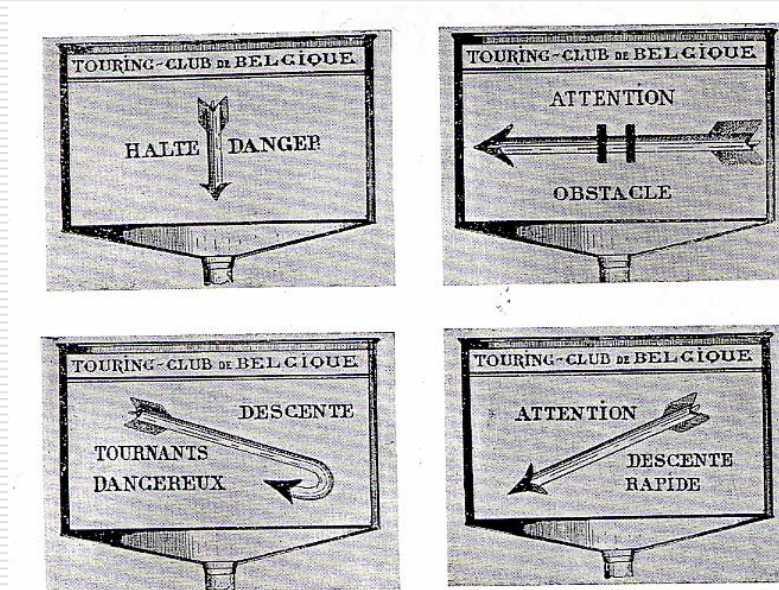 TOURING-CLUB DE BELGIQUE
HALTE DANGER
TOURING-CLUB DE BELGIQUE
ATTENTION
OBSTACLE
TOURING-CLUB DE BELGIQUE
DESCENTE
TOURNANTS
DANGEREUX
TOURING-CLUB DE BELGIQUE
ATTENTION
DESCENTE
RAPIDE